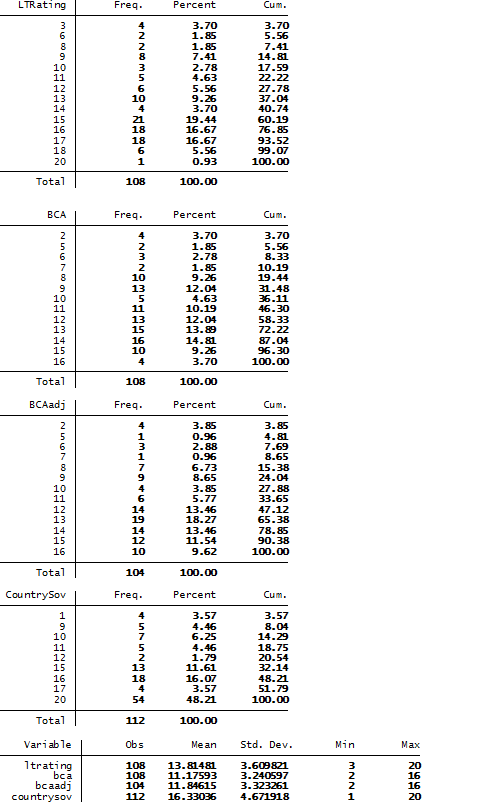 LTRating Freq. Percent Cum.
3 4 3.70 3.70
6 2 1.85 5.56
8 2 1.85 7.41
9 8 7.41 14.81
10 3 2.78 17.59
11 5 4.63 22.22
12 6 5.56 27.78
13 10 9.26 37.04
14 4 3.70 40.74
15 21 19.44 60.19
16 18 16.67 76.85
17 18 16.67 93.52
18 6 5.56 99.07
20 1 0.93 100.00
Total 108 100.00
BCA Freq. Percent Cum.
2 4 3.70 3.70
5 2 1.85 5.56
6 3 2.78 8.33
7 2 1.85 10.19
8 10 9.26 19.44
9 13 12.04 31.48
10 5 4.63 36.11
11 11 10.19 46.30
12 13 12.04 58.33
13 15 13.89 72.22
14 16 14.81 87.04
15 10 9.26 96.30
16 4 3.70 100.00
Total 108 100.00
BCAadj Freq. Percent Cum.
2 4 3.85 3.85
5 1 0.96 4.81
6 3 2.88 7.69
7 1 0.96 8.65
8 7 6.73 15.38
9 9 8.65 24.04
10 4 3.85 27.88
11 6 5.77 33.65
12 14 13.46 47.12
13 19 18.27 65.38
14 14 13.46 78.85
15 12 11.54 90.38
16 10 9.62 100.00
Total 104 100.00
CountrySov Freq. Percent Cum.
1 4 3.57 3.57
9 5 4.46 8.04
10 7 6.25 14.29
11 5 4.46 18.75
12 2 1.79 20.54
15 13 11.61 32.14
16 18 16.07 48.21
17 4 3.57 51.79
20 54 48.21 100.00
Total 112 100.00
Variable Obs Mean Std. Dev. Min Max
ltrating 108 13.81481 3.609821 3 20
bca 108 11.17593 3.240597 2 16
bcaadj 104 11.84615 3.323261 2 16
countrysov 112 16.33036 4.671918 1 20